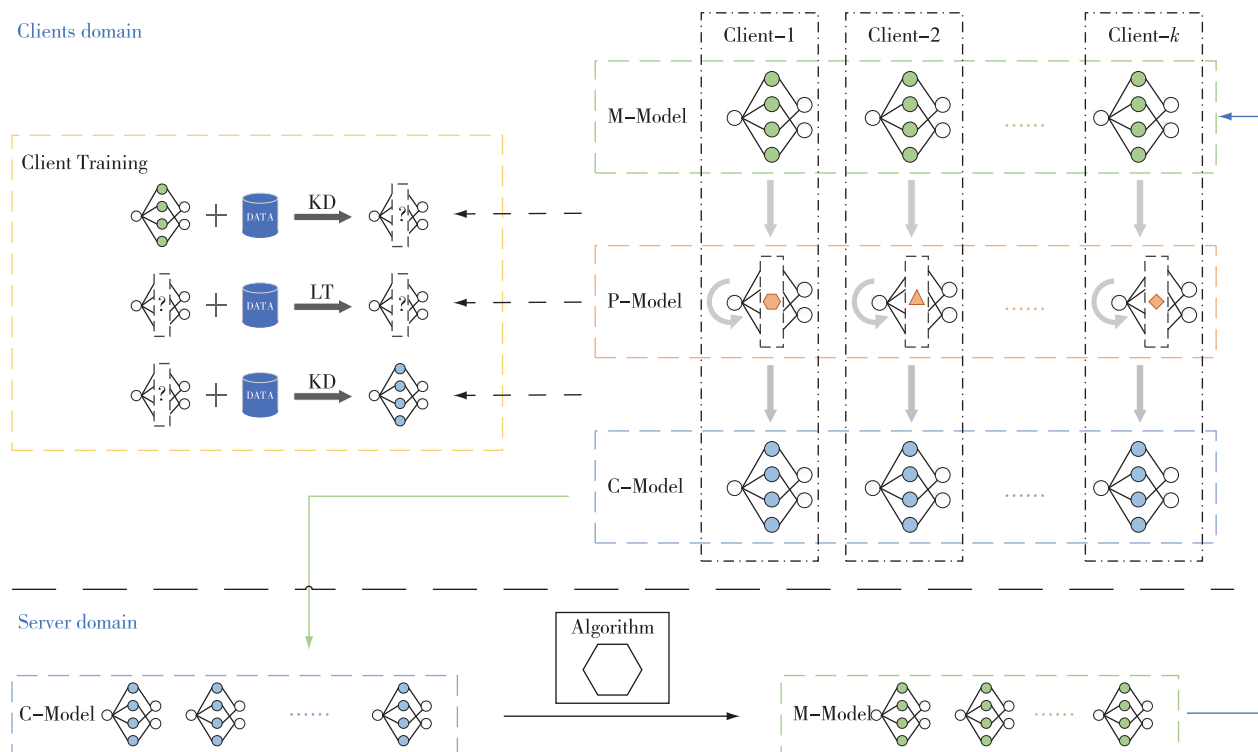 Clients domain
Client-1
Client-2
Client-k
M-Model
......
Client Training
DATA
KD
?
P-Model
......
?
DATA
LT
?
?
DATA
KD
C-Model
......
Server domain
Algorithm
C-Model
......
M-Model
......